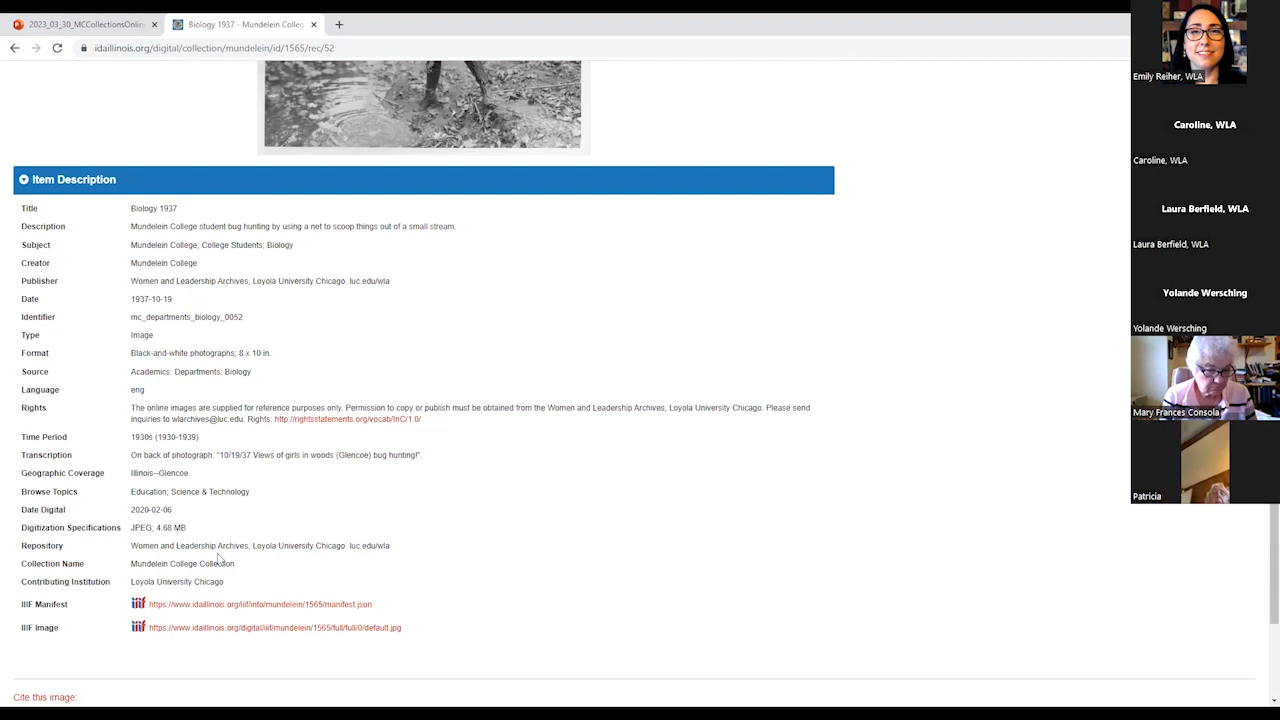 2023_03_30_MCCollectionsOnlin
Biology 1937 - Mundelein Colleg
idaillinois.org/digital/collection/mundelein/id/1565/rec/52
Item Description
Title Biology 1937
Description Mundelein College student bug hunting by using a net to scoop things out of a small stream.
Subject Mundelein College; College Students; Biology
Creator Mundelein College
Publisher Women and Leadership Archives, Loyola University Chicago. luc.edu/wla
Date 1937-10-19
Identifier mc_departments_biology_0052
Type Image
Format Black-and-white photographs; 8 x 10 in.
Source Academics: Departments: Biology
Language eng
Rights The online images are supplied for reference purposes only. Permission to copy or publish must be obtained from the Women and Leadership Archives, Loyola University Chicago. Please send
inquiries to wlarchives@luc.edu. Rights: http://rightsstatements.org/vocab/InC/1.0/
Time Period 1930s (1930-1939)
Transcription On back of photograph: "10/19/37 Views of girls in woods (Glencoe) bug hunting!".
Geographic Coverage Illinois--Glencoe
Browse Topics Education; Science & Technology
Date Digital 2020-02-06
Digitization Specifications JPEG; 4.68 MB
Repository Women and Leadership Archives, Loyola University Chicago. luc.edu/wla
Collection Name Mundelein College Collection
Contributing Institution Loyola University Chicago
IIIF Manifest iiif https://www.idaillinois.org/iiif/info/mundelein/1565/manifest.json
IIIF Image iiif https://www.idaillinois.org/digital/iiif/mundelein/1565/full/full/0/default.jpg
Cite this image:
Emily Reiher, WLA
Caroline, WLA
Caroline, WLA
Laura Berfield, WLA
Laura Berfield, WLA
Yolande Wersching
Yolande Wersching
Mary Frances Consola
Patricia